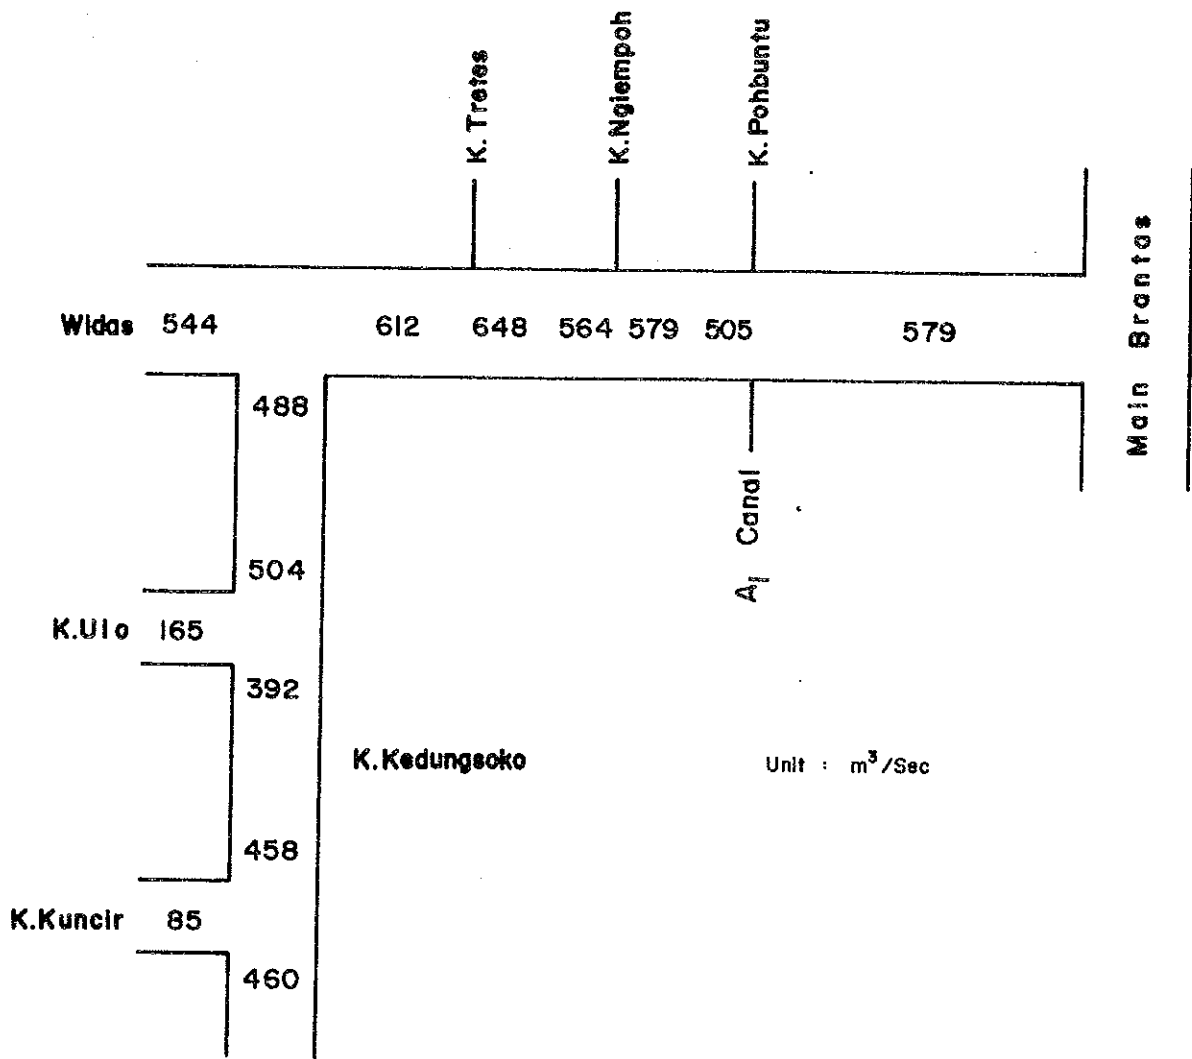 K. Tretes
K. Ngiempoh
K. Pohbuntu
Main Brantas
Widas 544 612 648 564 579 505 579
488
A1 Canal
504
K.Ulo 165
392
K.Kedungsoko
Unit : m³/Sec
458
K.Kuncir 85
460